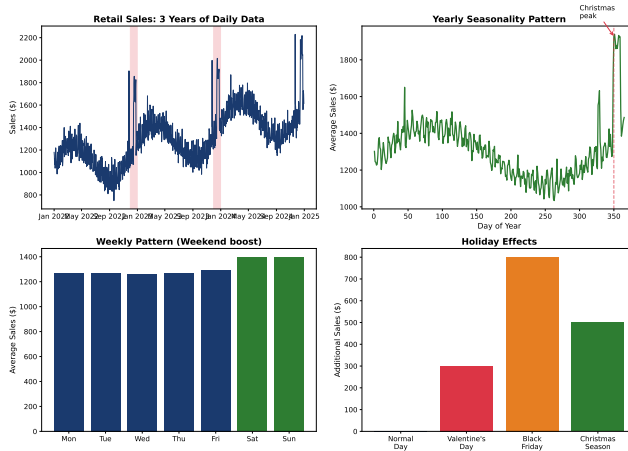 Retail Sales: 3 Years of Daily Data
Sales ($)
2200
2000
1800
1600
1400
1200
1000
800
Jan 2022 May 2022 Sep 2022 Jan 2023 May 2023 Sep 2023 Jan 2024 May 2024 Sep 2024 Jan 2025
Yearly Seasonality Pattern
Christmas
peak
Average Sales ($)
1800
1600
1400
1200
1000
0 50 100 150 200 250 300 350
Day of Year
Weekly Pattern (Weekend boost)
Average Sales ($)
1400
1200
1000
800
600
400
200
0
Mon Tue Wed Thu Fri Sat Sun
Holiday Effects
Additional Sales ($)
800
700
600
500
400
300
200
100
0
Normal Valentine's Black Christmas
Day Day Friday Season